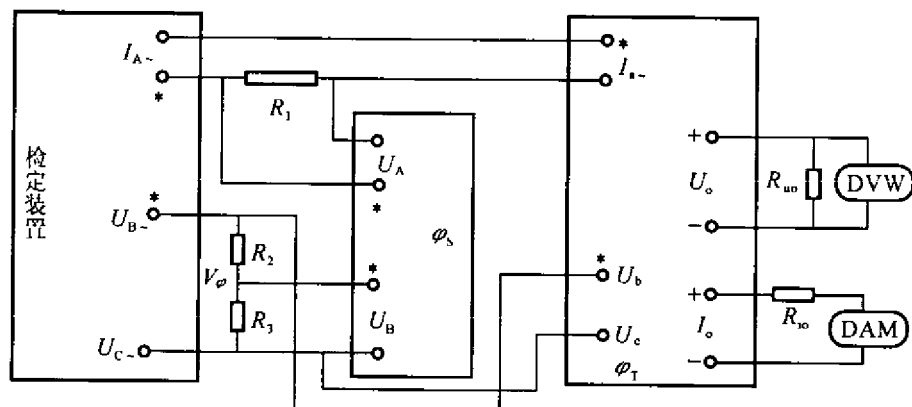 检定装置
I_A~
*
R_1
U_A
*
φ_S
*
U_B~
R_2
V_φ
R_3
*
U_B
U_C~
*
I_a~
+
U_o
−
R_uo
DVW
*
U_b
U_c
φ_T
+
I_o
−
R_io
DAM